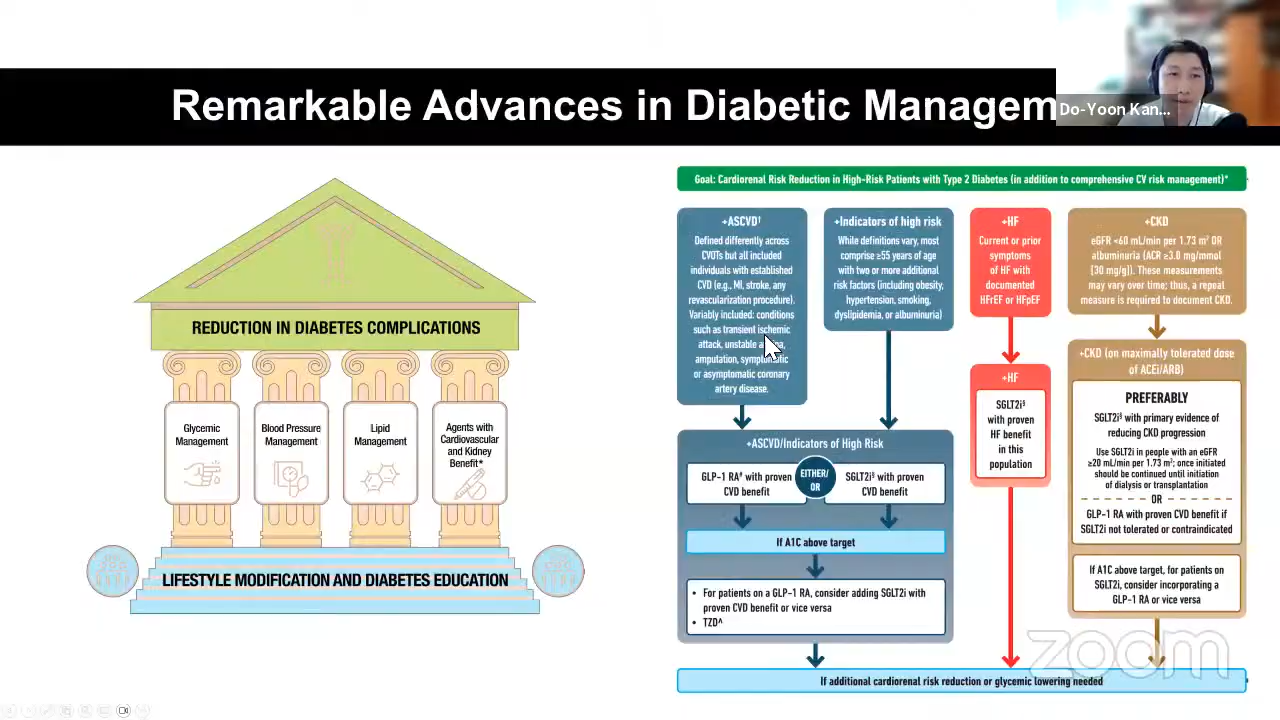 Remarkable Advances in Diabetic Managem
Do-Yoon Kan...
REDUCTION IN DIABETES COMPLICATIONS
Glycemic
Management
Blood Pressure
Management
Lipid
Management
Agents with
Cardiovascular
and Kidney
Benefit*
LIFESTYLE MODIFICATION AND DIABETES EDUCATION
Goal: Cardiorenal Risk Reduction in High-Risk Patients with Type 2 Diabetes (in addition to comprehensive CV risk management)*
+ASCVD†
Defined differently across
CVOTs but all included
individuals with established
CVD (e.g., MI, stroke, any
revascularization procedure).
Variably included: conditions
such as transient ischemic
attack, unstable
amputation, symptomatic
or asymptomatic coronary
artery disease.
+Indicators of high risk
While definitions vary, most
comprise ≥55 years of age
with two or more additional
risk factors (including obesity,
hypertension, smoking,
dyslipidemia, or albuminuria)
+HF
Current or prior
symptoms
of HF with
documented
HFrEF or HFpEF
+CKD
eGFR <60 mL/min per 1.73 m² OR
albuminuria (ACR ≥3.0 mg/mmol
[30 mg/g]). These measurements
may vary over time; thus, a repeat
measure is required to document CKD.
+ASCVD/Indicators of High Risk
GLP-1 RA# with proven
CVD benefit
EITHER/
OR
SGLT2i§ with proven
CVD benefit
If A1C above target
• For patients on a GLP-1 RA, consider adding SGLT2i with
proven CVD benefit or vice versa
• TZD^
+HF
SGLT2i§
with proven
HF benefit
in this
population
+CKD (on maximally tolerated dose
of ACEi/ARB)
PREFERABLY
SGLT2i§ with primary evidence of
reducing CKD progression
Use SGLT2i in people with an eGFR
≥20 mL/min per 1.73 m²; once initiated
should be continued until initiation
of dialysis or transplantation
OR
GLP-1 RA with proven CVD benefit if
SGLT2i not tolerated or contraindicated
If A1C above target, for patients on
SGLT2i, consider incorporating a
GLP-1 RA or vice versa
If additional cardiorenal risk reduction or glycemic lowering needed
zoom